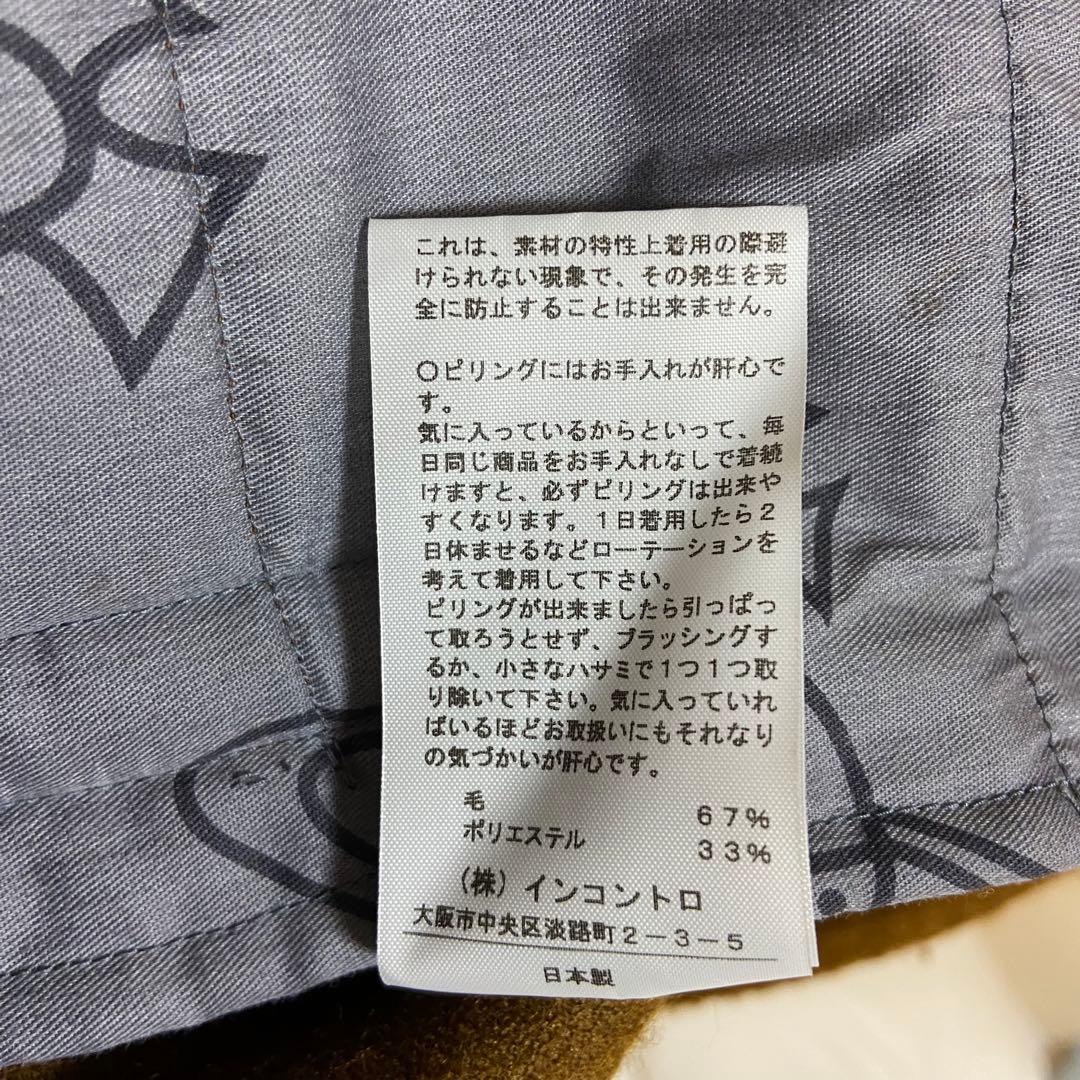 これは、素材の特性上着用の際避
けられない現象で、その発生を完
全に防止することは出来ません。
○ピリングにはお手入れが肝心で
す。
気に入っているからといって、毎
日同じ商品をお手入れなしで着続
けますと、必ずピリングは出来や
すくなります。１日着用したら２
日休ませるなどローテーションを
考えて着用して下さい。
ピリングが出来ましたら引っぱっ
て取ろうとせず、ブラッシングす
るか、小さなハサミで１つ１つ取
り除いて下さい。気に入っていれ
ばいるほどお取扱いにもそれなり
の気づかいが肝心です。
毛 ６７％
ポリエステル ３３％
（株）インコントロ
大阪市中央区淡路町２－３－５
日本製